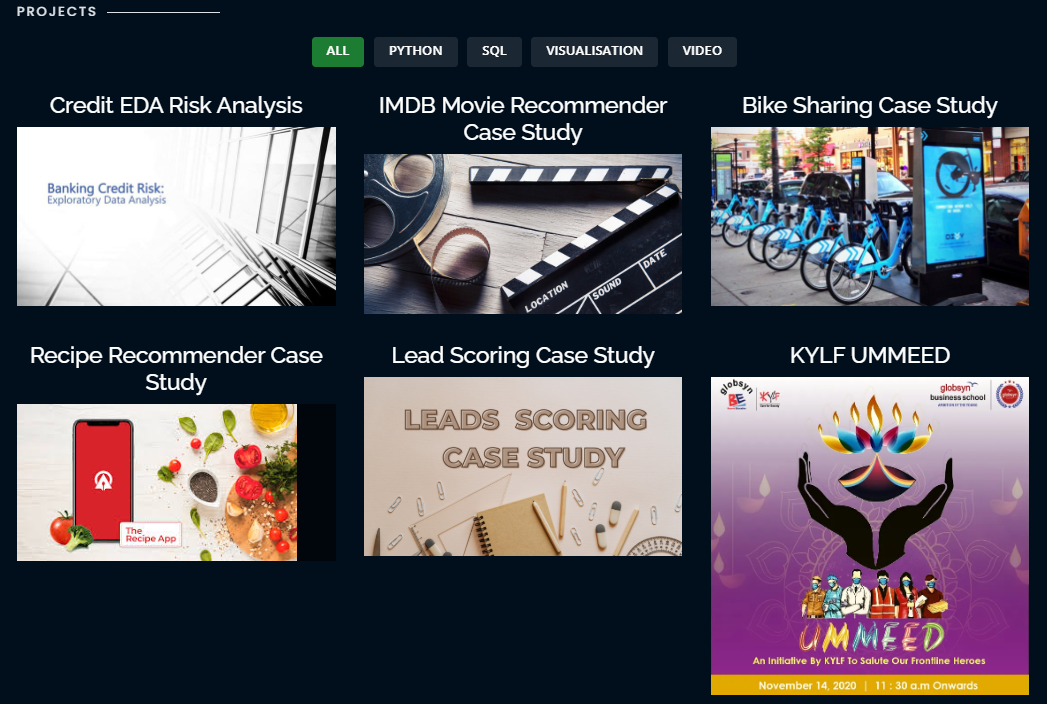 PROJECTS
ALL PYTHON SQL VISUALISATION VIDEO
Credit EDA Risk Analysis
Banking Credit Risk:
Exploratory Data Analysis
IMDB Movie Recommender
Case Study
LOCATION
SOUND
DATE
Bike Sharing Case Study
Recipe Recommender Case
Study
The
Recipe App
Lead Scoring Case Study
LEADS SCORING
CASE STUDY
KYLF UMMEED
globsyn
BE
KYLF
globsyn
business school
UMMEED
An Initiative By KYLF To Salute Our Frontline Heroes
November 14, 2020 | 11 : 30 a.m Onwards